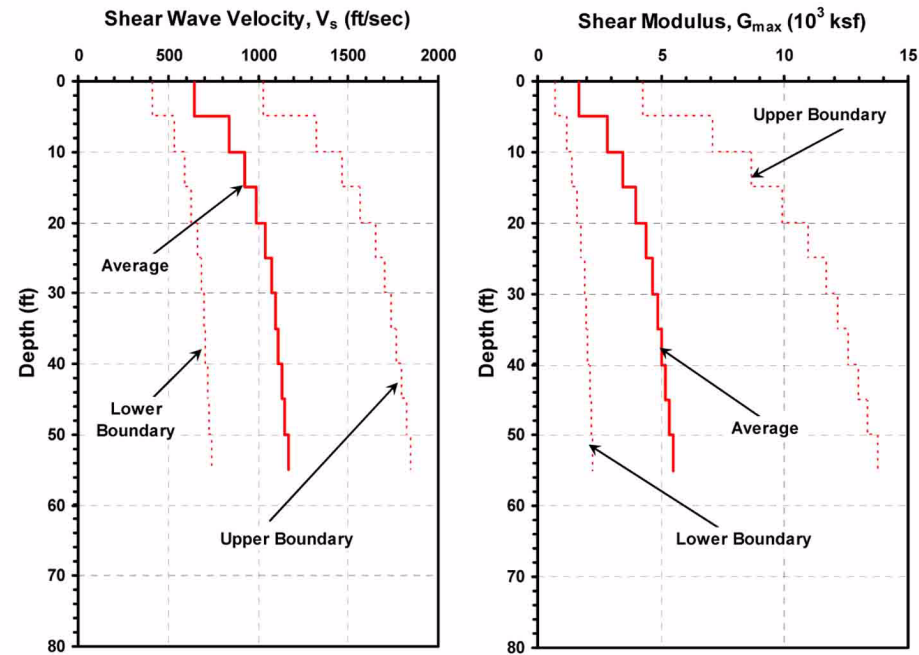 Shear Wave Velocity, Vs (ft/sec)
0 500 1000 1500 2000
0
10
20
30
40
50
60
70
80
Depth (ft)
Average
Lower
Boundary
Upper Boundary
Shear Modulus, Gmax (10³ ksf)
0 5 10 15
0
10
20
30
40
50
60
70
80
Depth (ft)
Upper Boundary
Average
Lower Boundary